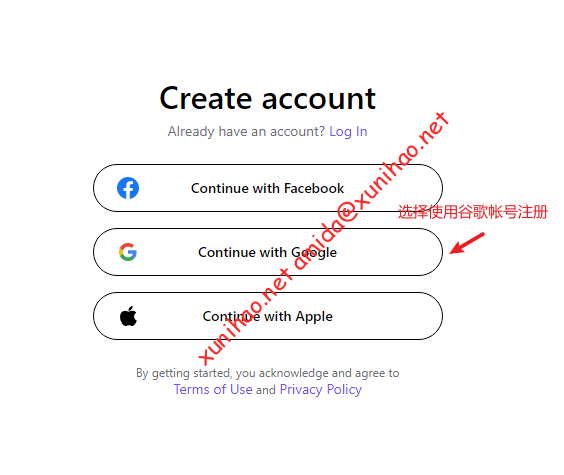 Create account
Already have an account? Log In
Continue with Facebook
选择使用谷歌帐号注册
Continue with Google
Continue with Apple
xunihao.net amida@xunihao.net
By getting started, you acknowledge and agree to
Terms of Use and Privacy Policy